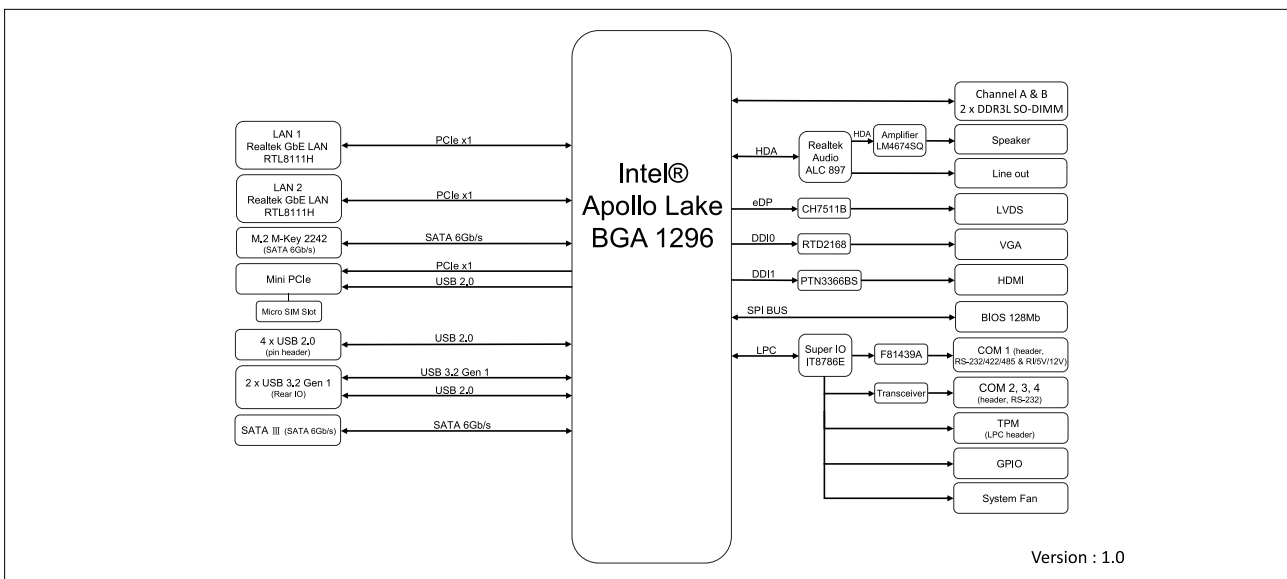 Intel®
Apollo Lake
BGA 1296
LAN 1
Realtek GbE LAN
RTL8111H
PCIe x1
LAN 2
Realtek GbE LAN
RTL8111H
PCIe x1
M.2 M-Key 2242
(SATA 6Gb/s)
SATA 6Gb/s
Mini PCIe
PCIe x1
USB 2.0
Micro SIM Slot
4 x USB 2.0
(pin header)
USB 2.0
2 x USB 3.2 Gen 1
(Rear IO)
USB 3.2 Gen 1
USB 2.0
SATA III (SATA 6Gb/s)
SATA 6Gb/s
Channel A & B
2 x DDR3L SO-DIMM
HDA
Realtek
Audio
ALC 897
HDA
Amplifier
LM4674SQ
Speaker
Line out
eDP
CH7511B
LVDS
DDI0
RTD2168
VGA
DDI1
PTN3366BS
HDMI
SPI BUS
BIOS 128Mb
LPC
Super IO
IT8786E
F81439A
COM 1 (header,
RS-232/422/485 & RI/5V/12V)
Transceiver
COM 2, 3, 4
(header, RS-232)
TPM
(LPC header)
GPIO
System Fan
Version : 1.0